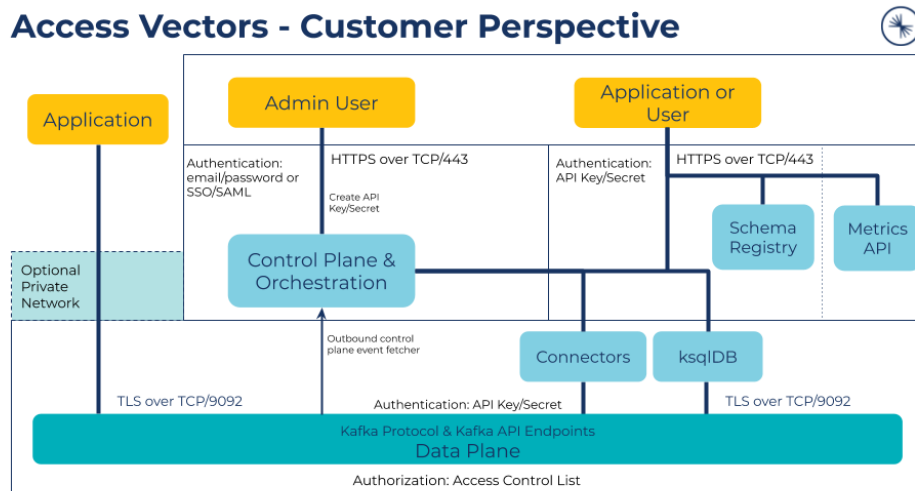 Access Vectors - Customer Perspective
Application
Admin User
Application or
User
Authentication:
email/password or
SSO/SAML
HTTPS over TCP/443
Create API
Key/Secret
Authentication:
API Key/Secret
HTTPS over TCP/443
Schema
Registry
Metrics
API
Optional
Private
Network
Control Plane &
Orchestration
Outbound control
plane event fetcher
Connectors
ksqlDB
TLS over TCP/9092
Authentication: API Key/Secret
TLS over TCP/9092
Kafka Protocol & Kafka API Endpoints
Data Plane
Authorization: Access Control List